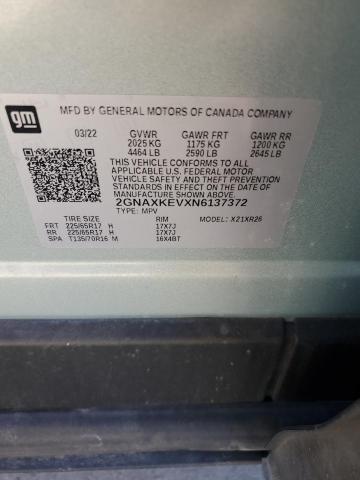 gm
MFD BY GENERAL MOTORS OF CANADA COMPANY
03/22 GVWR GAWR FRT GAWR RR
2025 KG 1175 KG 1200 KG
4464 LB 2590 LB 2645 LB
THIS VEHICLE CONFORMS TO ALL
APPLICABLE U.S. FEDERAL MOTOR
VEHICLE SAFETY AND THEFT PREVENTION
STANDARDS IN EFFECT ON THE DATE OF
MANUFACTURE SHOWN ABOVE.
2GNAXKEVXN6137372
TYPE: MPV MODEL: X21XR26
TIRE SIZE RIM
FRT 225/65R17 H 17X7J
RR 225/65R17 H 17X7J
SPA T135/70R16 M 16X4BT